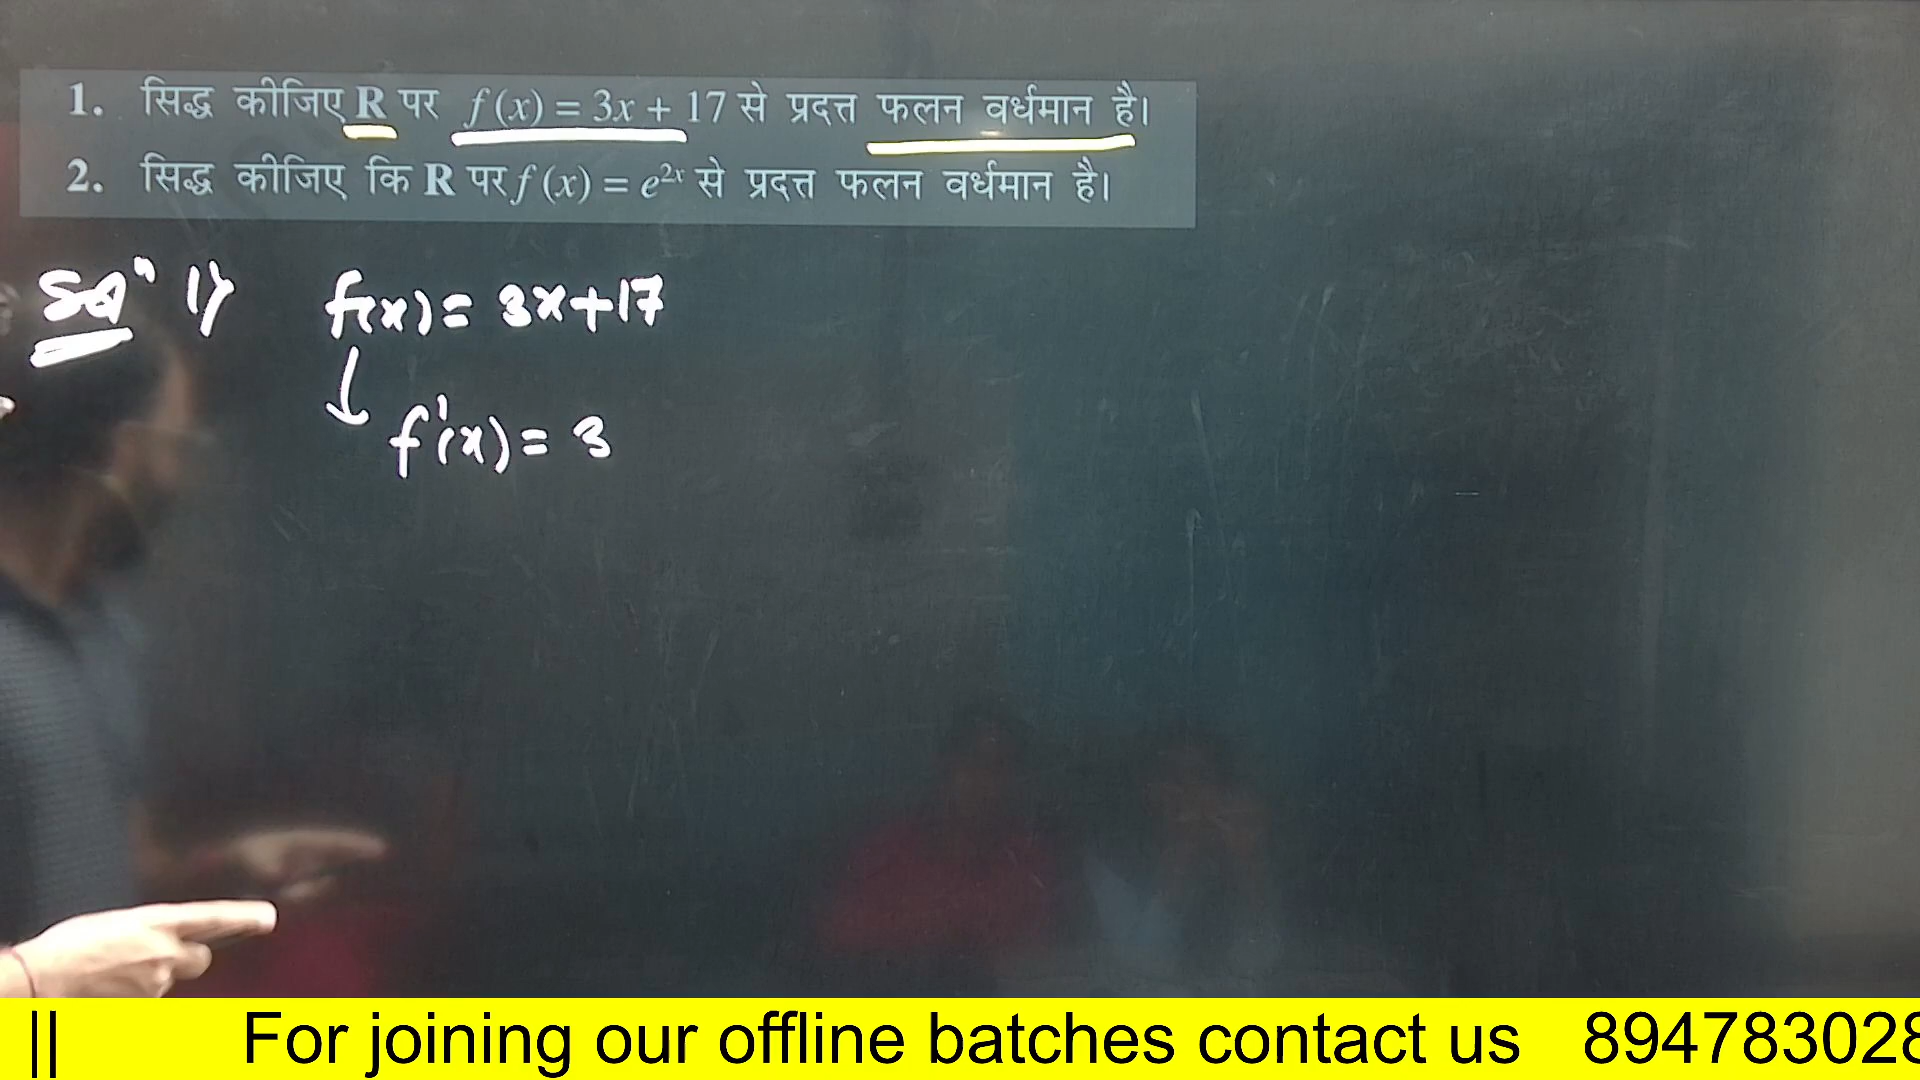 1. सिद्ध कीजिए R पर f (x) = 3x + 17 से प्रदत्त फलन वर्धमान है।
2. सिद्ध कीजिए कि R पर f (x) = e^{2x} से प्रदत्त फलन वर्धमान है।
Solⁿ 1) f(x) = 3x+17
↓
f'(x) = 3
|| For joining our offline batches contact us 894783028